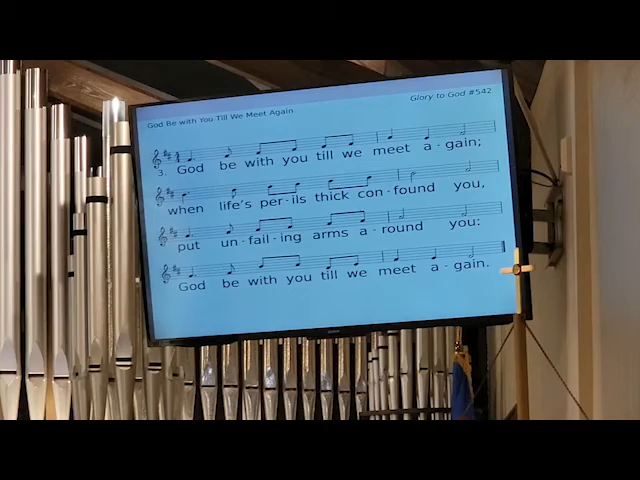 God Be with You Till We Meet Again
Glory to God #542
3. God be with you till we meet a-gain;
when life's per-ils thick con-found you,
put un-fail-ing arms a-round you:
God be with you till we meet a-gain.